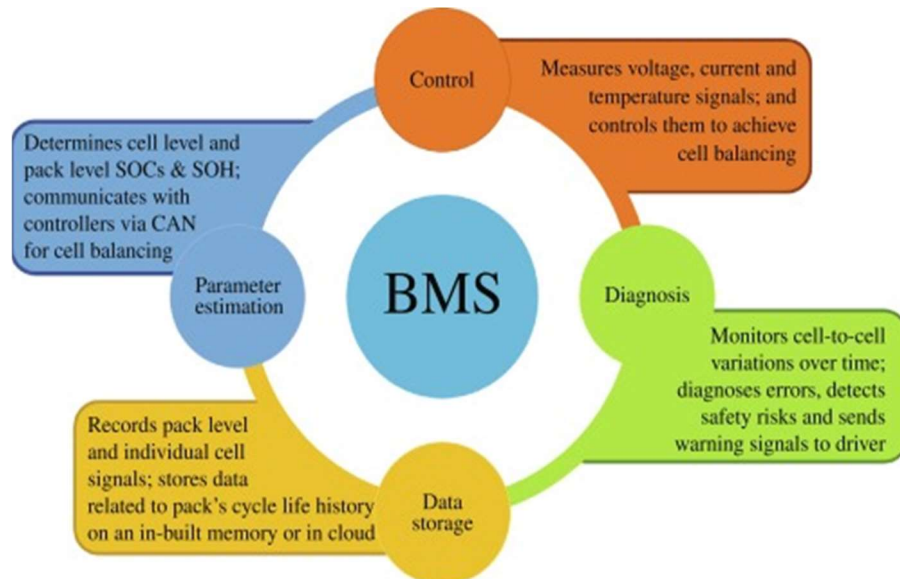 Control
Measures voltage, current and
temperature signals; and
controls them to achieve
cell balancing
Determines cell level and
pack level SOCs & SOH;
communicates with
controllers via CAN
for cell balancing
Parameter
estimation
BMS
Diagnosis
Monitors cell-to-cell
variations over time;
diagnoses errors, detects
safety risks and sends
warning signals to driver
Records pack level
and individual cell
signals; stores data
related to pack's cycle life history
on an in-built memory or in cloud
Data
storage